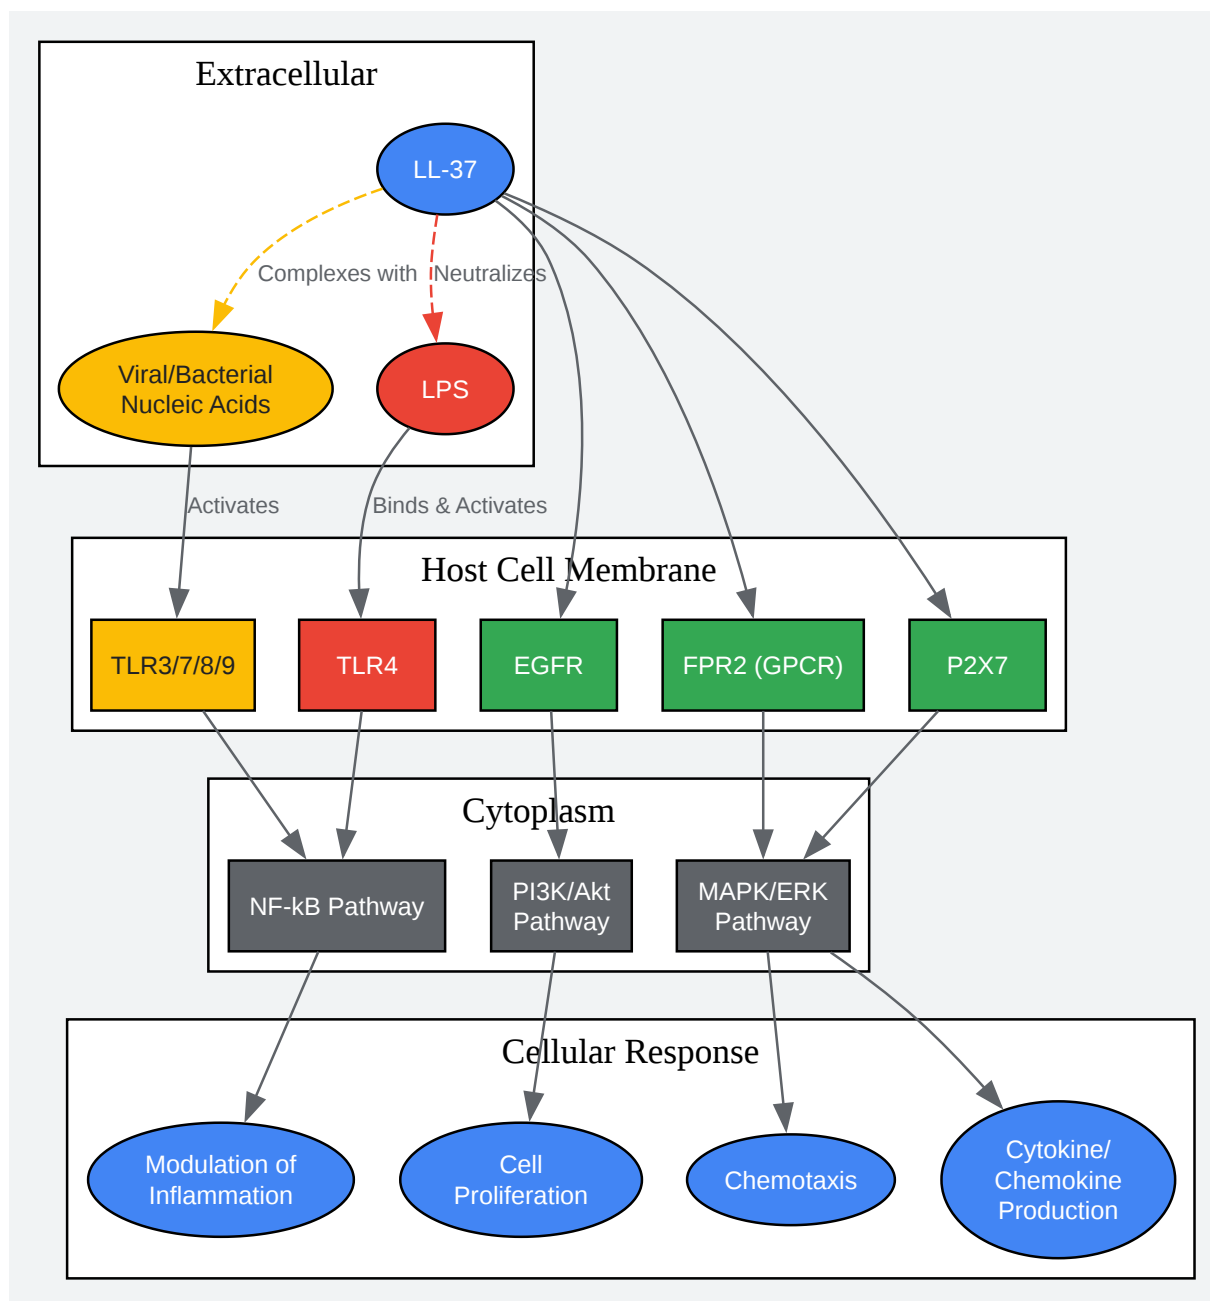 Extracellular
LL-37
Complexes with
Neutralizes
Viral/Bacterial
Nucleic Acids
LPS
Activates
Binds & Activates
Host Cell Membrane
TLR3/7/8/9
TLR4
EGFR
FPR2 (GPCR)
P2X7
Cytoplasm
NF-kB Pathway
PI3K/Akt
Pathway
MAPK/ERK
Pathway
Cellular Response
Modulation of
Inflammation
Cell
Proliferation
Chemotaxis
Cytokine/
Chemokine
Production